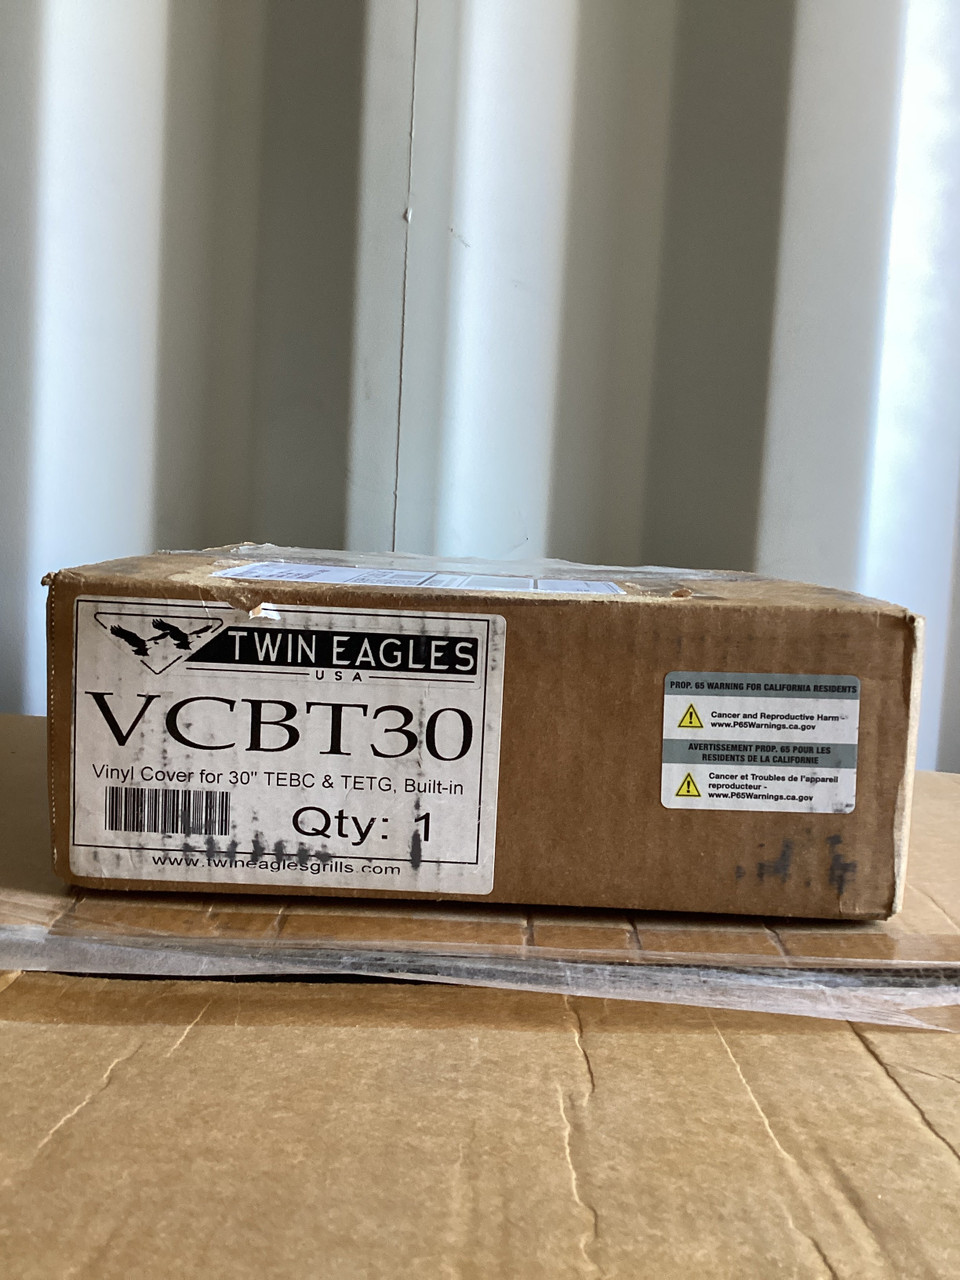 TWIN EAGLES
USA
VCBT30
Vinyl Cover for 30" TEBC & TETG, Built-in
Qty: 1
www.twineaglesgrills.com
PROP. 65 WARNING FOR CALIFORNIA RESIDENTS
Cancer and Reproductive Harm
www.P65Warnings.ca.gov
AVERTISSEMENT PROP. 65 POUR LES
RESIDENTS DE LA CALIFORNIE
Cancer et Troubles de l'appareil
reproducteur -
www.P65Warnings.ca.gov